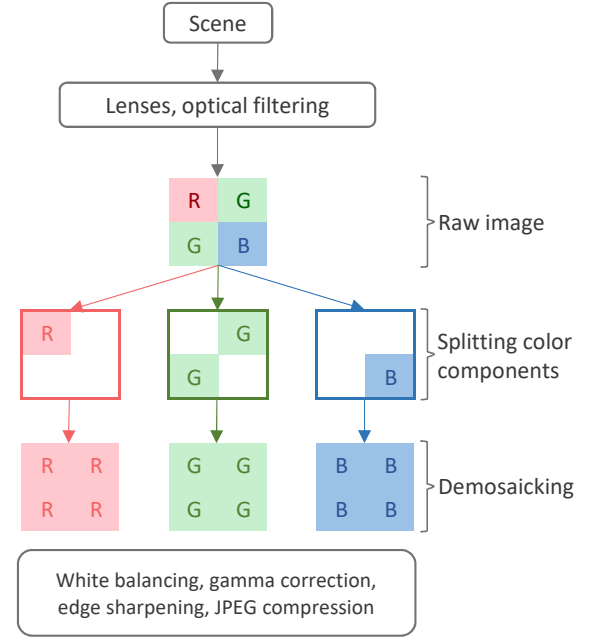 Scene
Lenses, optical filtering
R G
G B
Raw image
R
G
G
B
Splitting color
components
R R G G B B
R R G G B B
Demosaicking
White balancing, gamma correction,
edge sharpening, JPEG compression